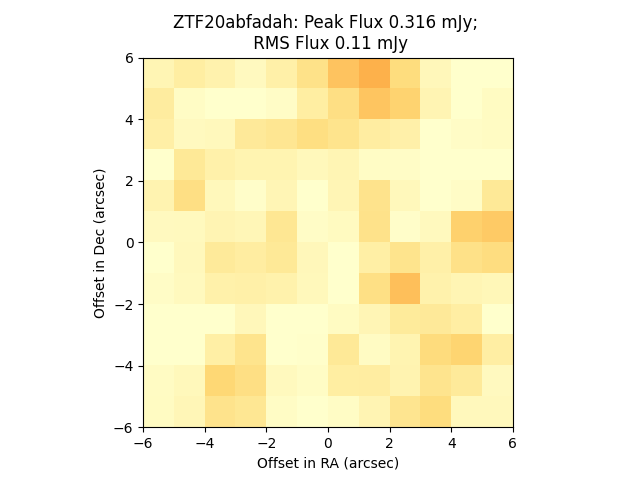 ZTF20abfadah: Peak Flux 0.316 mJy;
RMS Flux 0.11 mJy
6
4
2
0
−2
−4
−6
Offset in Dec (arcsec)
−6 −4 −2 0 2 4 6
Offset in RA (arcsec)